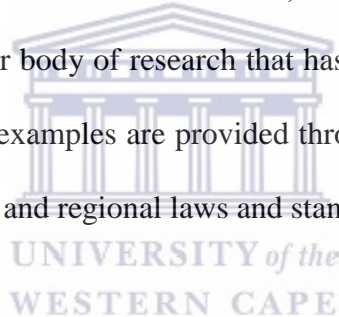 r body of research that has
examples are provided thro
and regional laws and stan
UNIVERSITY of the
WESTERN CAPE